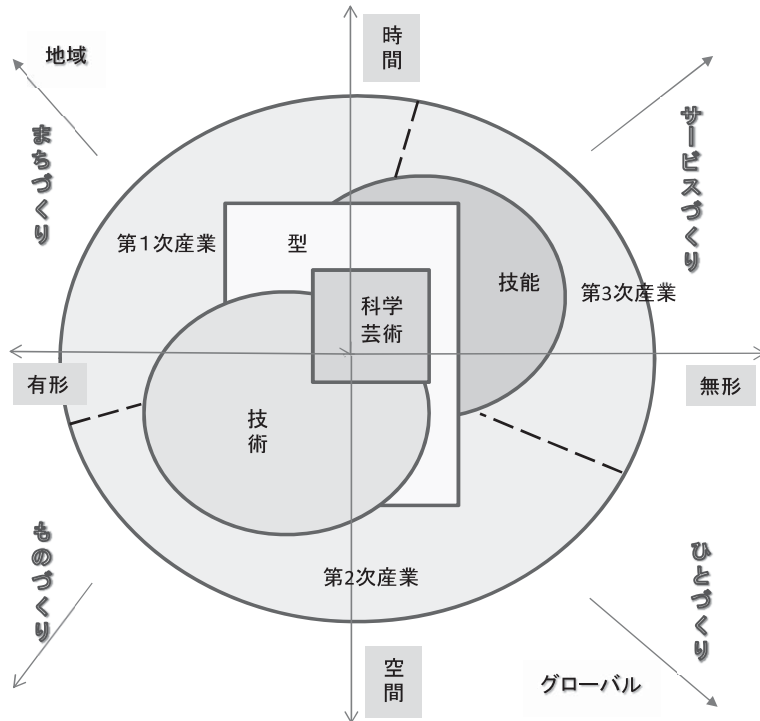 時間
地域
まちづくり
サービスづくり
第1次産業
型
技能
第3次産業
科学
芸術
有形
無形
技術
ものづくり
ひとづくり
第2次産業
空間
グローバル